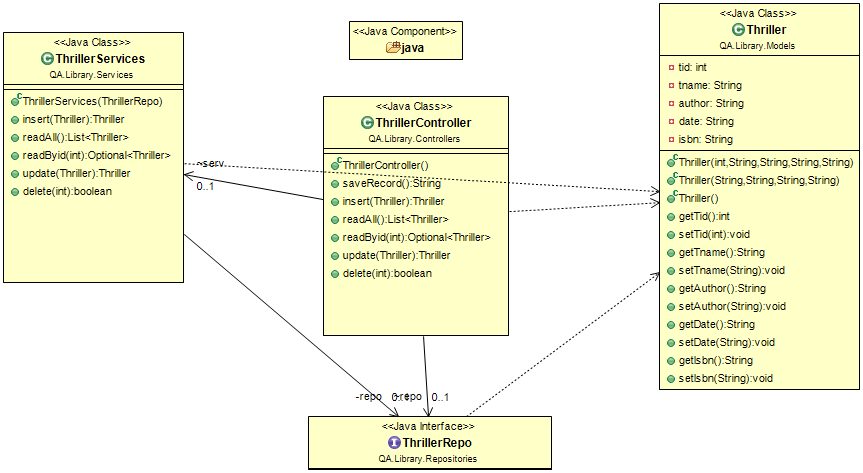 <<Java Class>>
ThrillerServices
QA.Library.Services
ThrillerServices(ThrillerRepo)
insert(Thriller):Thriller
readAll():List<Thriller>
readByid(int):Optional<Thriller>
update(Thriller):Thriller
delete(int):boolean
<<Java Component>>
java
<<Java Class>>
ThrillerController
QA.Library.Controllers
ThrillerController()
saveRecord():String
insert(Thriller):Thriller
readAll():List<Thriller>
readByid(int):Optional<Thriller>
update(Thriller):Thriller
delete(int):boolean
<<Java Class>>
Thriller
QA.Library.Models
tid: int
tname: String
author: String
date: String
isbn: String
Thriller(int,String,String,String,String)
Thriller(String,String,String,String)
Thriller()
getTid():int
setTid(int):void
getTname():String
setTname(String):void
getAuthor():String
setAuthor(String):void
getDate():String
setDate(String):void
getIsbn():String
setIsbn(String):void
~serv
0..1
-repo
0..1
~repo
0..1
<<Java Interface>>
ThrillerRepo
QA.Library.Repositories